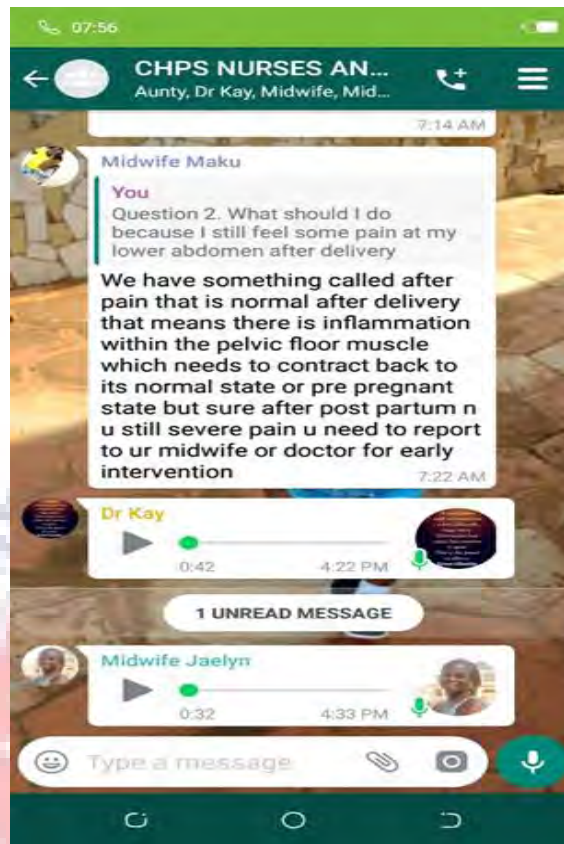 07:56
CHPS NURSES AN...
Aunty, Dr Kay, Midwife, Mid...
7:14 AM
Midwife Maku
You
Question 2. What should I do
because I still feel some pain at my
lower abdomen after delivery
We have something called after
pain that is normal after delivery
that means there is inflammation
within the pelvic floor muscle
which needs to contract back to
its normal state or pre pregnant
state but sure after post partum n
u still severe pain u need to report
to ur midwife or doctor for early
intervention
7:22 AM
Dr Kay
0:42 4:22 PM
1 UNREAD MESSAGE
Midwife Jaelyn
0:32 4:33 PM
Type a message